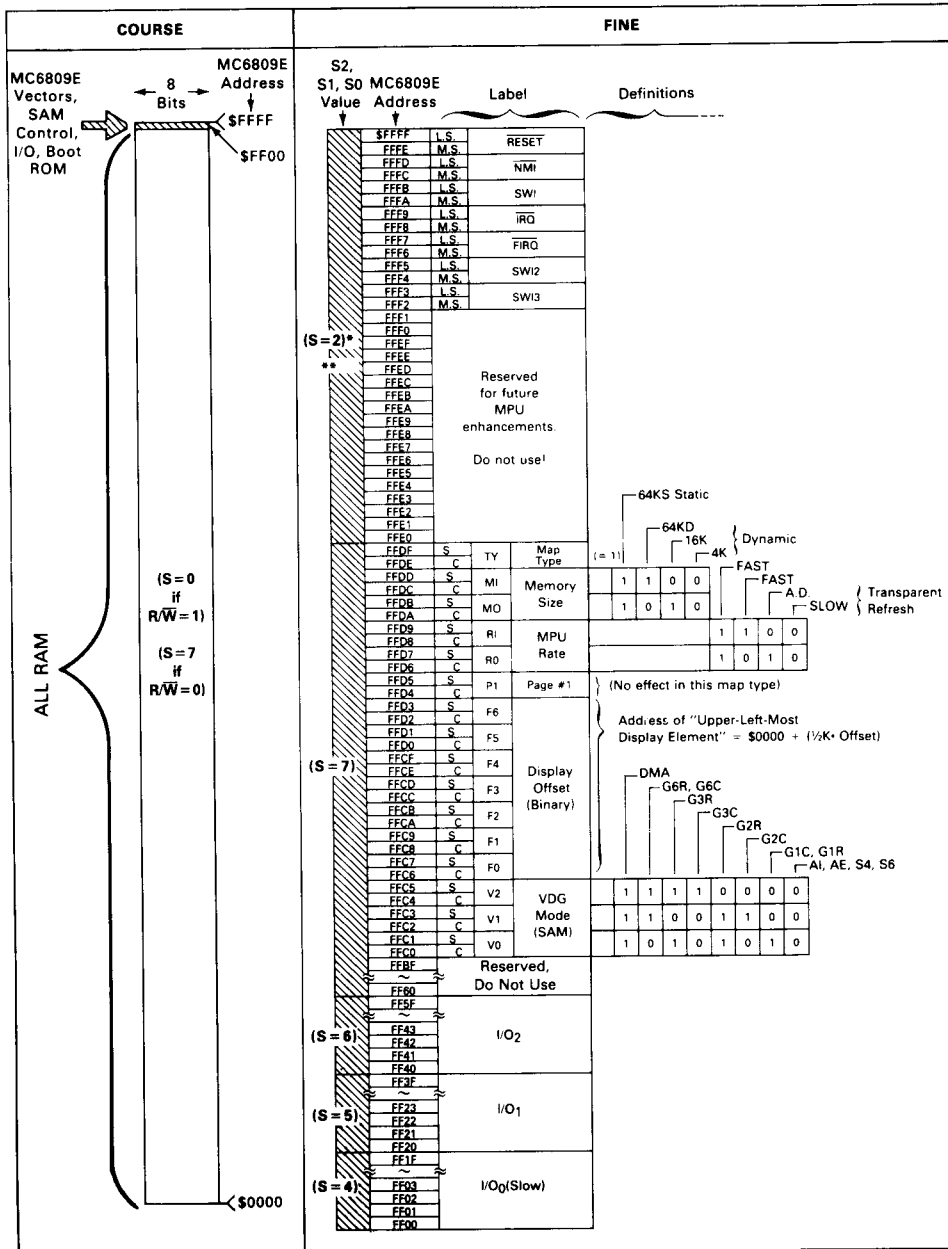 COURSE
FINE
MC6809E
Vectors,
SAM
Control,
I/O, Boot
ROM
8
Bits
MC6809E
Address
$FFFF
$FF00
ALL RAM
(S=0
if
R/W̅=1)
(S=7
if
R/W̅=0)
$0000
S2,
S1, S0
Value
MC6809E
Address
Label
Definitions
$FFFF L.S.
FFFE M.S.
R̅E̅S̅E̅T̅
FFFD L.S.
FFFC M.S.
N̅M̅I̅
FFFB L.S.
FFFA M.S.
SWI
FFF9 L.S.
FFF8 M.S.
I̅R̅Q̅
FFF7 L.S.
FFF6 M.S.
F̅I̅R̅Q̅
FFF5 L.S.
FFF4 M.S.
SWI2
FFF3 L.S.
FFF2 M.S.
SWI3
FFF1
FFF0
FFEF
FFEE
FFED
FFEC
FFEB
FFEA
FFE9
FFE8
FFE7
FFE6
FFE5
FFE4
FFE3
FFE2
FFE1
FFE0
(S=2)*
**
Reserved
for future
MPU
enhancements.
Do not use!
64KS Static
64KD
16K
4K
Dynamic
(= 1)
FFDF S
FFDE C
TY
Map
Type
FFDD S
FFDC C
MI
1 1 0 0
FFDB S
FFDA C
MO
1 0 1 0
Memory
Size
FAST
FAST
A.D.
SLOW
Transparent
Refresh
FFD9 S
FFD8 C
RI
1 1 0 0
FFD7 S
FFD6 C
R0
1 0 1 0
MPU
Rate
FFD5 S
FFD4 C
P1
Page #1
(No effect in this map type)
FFD3 S
FFD2 C
F6
FFD1 S
FFD0 C
F5
FFCF S
FFCE C
F4
FFCD S
FFCC C
F3
FFCB S
FFCA C
F2
FFC9 S
FFC8 C
F1
FFC7 S
FFC6 C
F0
Display
Offset
(Binary)
Address of "Upper-Left-Most
Display Element" = $0000 + (½K• Offset)
(S=7)
DMA
G6R, G6C
G3R
G3C
G2R
G2C
G1C, G1R
AI, AE, S4, S6
FFC5 S
FFC4 C
V2
1 1 1 1 0 0 0 0
FFC3 S
FFC2 C
V1
1 1 0 0 1 1 0 0
FFC1 S
FFC0 C
V0
1 0 1 0 1 0 1 0
VDG
Mode
(SAM)
FFBF
~
FF60
Reserved,
Do Not Use
FF5F
~
FF43
FF42
FF41
FF40
(S=6)
I/O2
FF3F
~
FF23
FF22
FF21
FF20
(S=5)
I/O1
FF1F
~
FF03
FF02
FF01
FF00
(S=4)
I/O0(Slow)